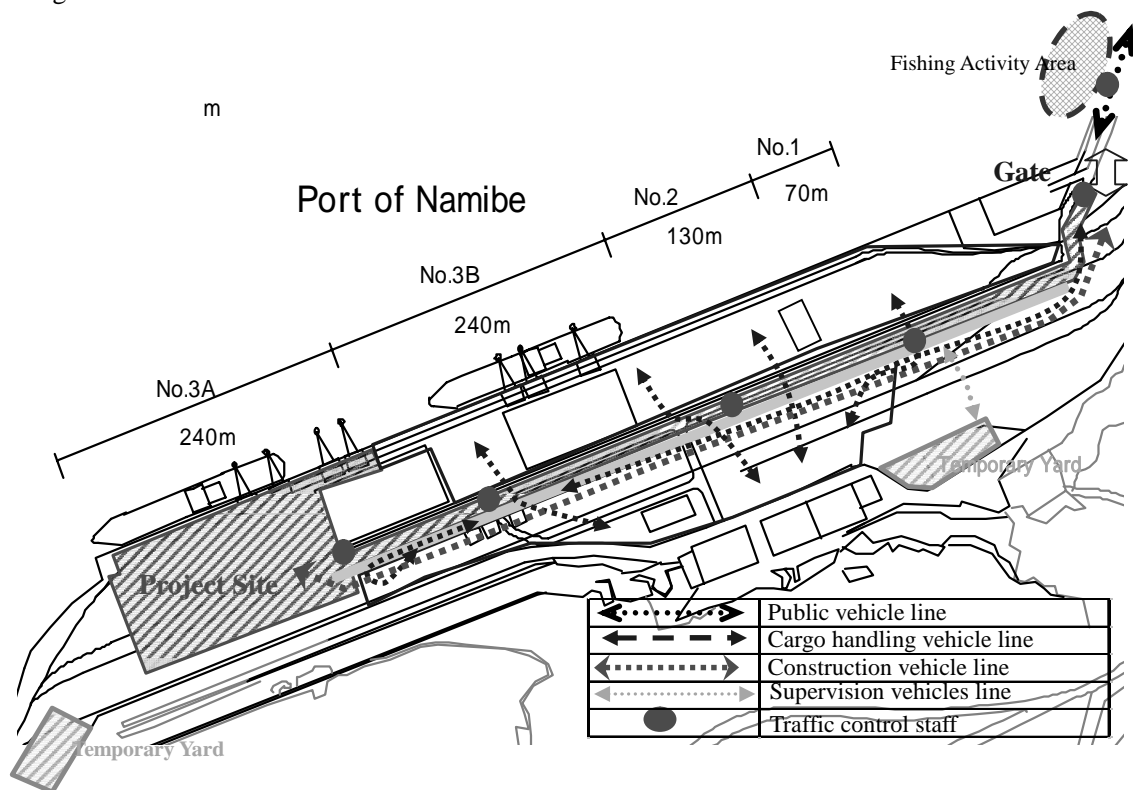 Fishing Activity Area
m
No.1
Gate
Port of Namibe
No.2
70m
130m
No.3B
240m
No.3A
240m
Temporary Yard
Project Site
Public vehicle line
Cargo handling vehicle line
Construction vehicle line
Supervision vehicles line
Traffic control staff
Temporary Yard